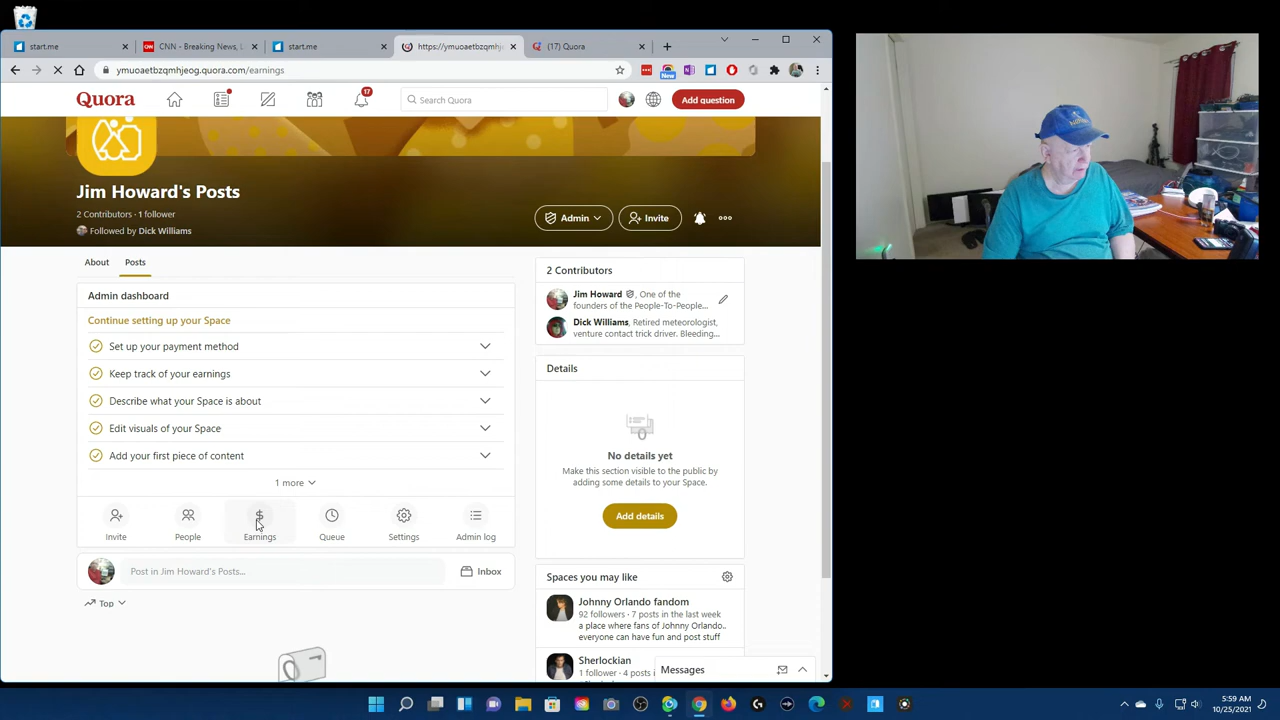 start.me
CNN - Breaking News, L
start.me
https://ymuoaetbzqmhj
(17) Quora
ymuoaetbzqmhjeog.quora.com/earnings
New
Quora
17
Search Quora
Add question
Jim Howard's Posts
2 Contributors · 1 follower
Followed by Dick Williams
Admin
Invite
About
Posts
Admin dashboard
Continue setting up your Space
Set up your payment method
Keep track of your earnings
Describe what your Space is about
Edit visuals of your Space
Add your first piece of content
1 more
Invite
People
$
Earnings
Queue
Settings
Admin log
Post in Jim Howard's Posts...
Inbox
Top
2 Contributors
Jim Howard , One of the
founders of the People-To-People...
Dick Williams, Retired meteorologist,
venture contact trick driver. Bleeding...
Details
No details yet
Make this section visible to the public by
adding some details to your Space.
Add details
Spaces you may like
Johnny Orlando fandom
92 followers · 7 posts in the last week
a place where fans of Johnny Orlando..
everyone can have fun and post stuff
Sherlockian
1 follower · 4 posts i
Messages
5:59 AM
10/25/2021